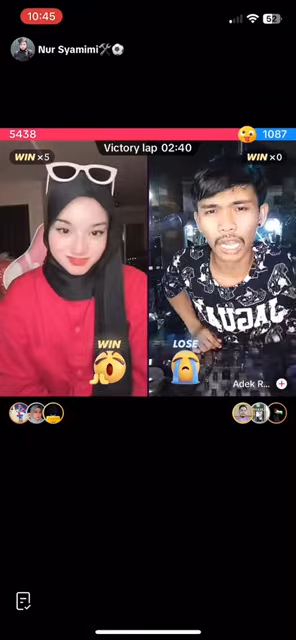 10:45
52
Nur Syamimi🛠⚽
5438
1087
Victory lap 02:40
WIN ×5
WIN ×0
WIN
LOSE
Adek R...